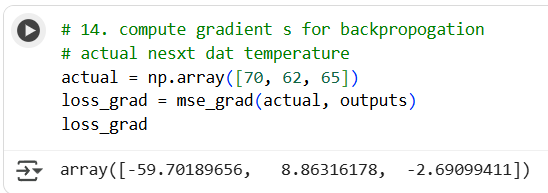 # 14. compute gradient s for backpropogation
# actual nesxt dat temperature
actual = np.array([70, 62, 65])
loss_grad = mse_grad(actual, outputs)
loss_grad
array([-59.70189656,   8.86316178,  -2.69099411])